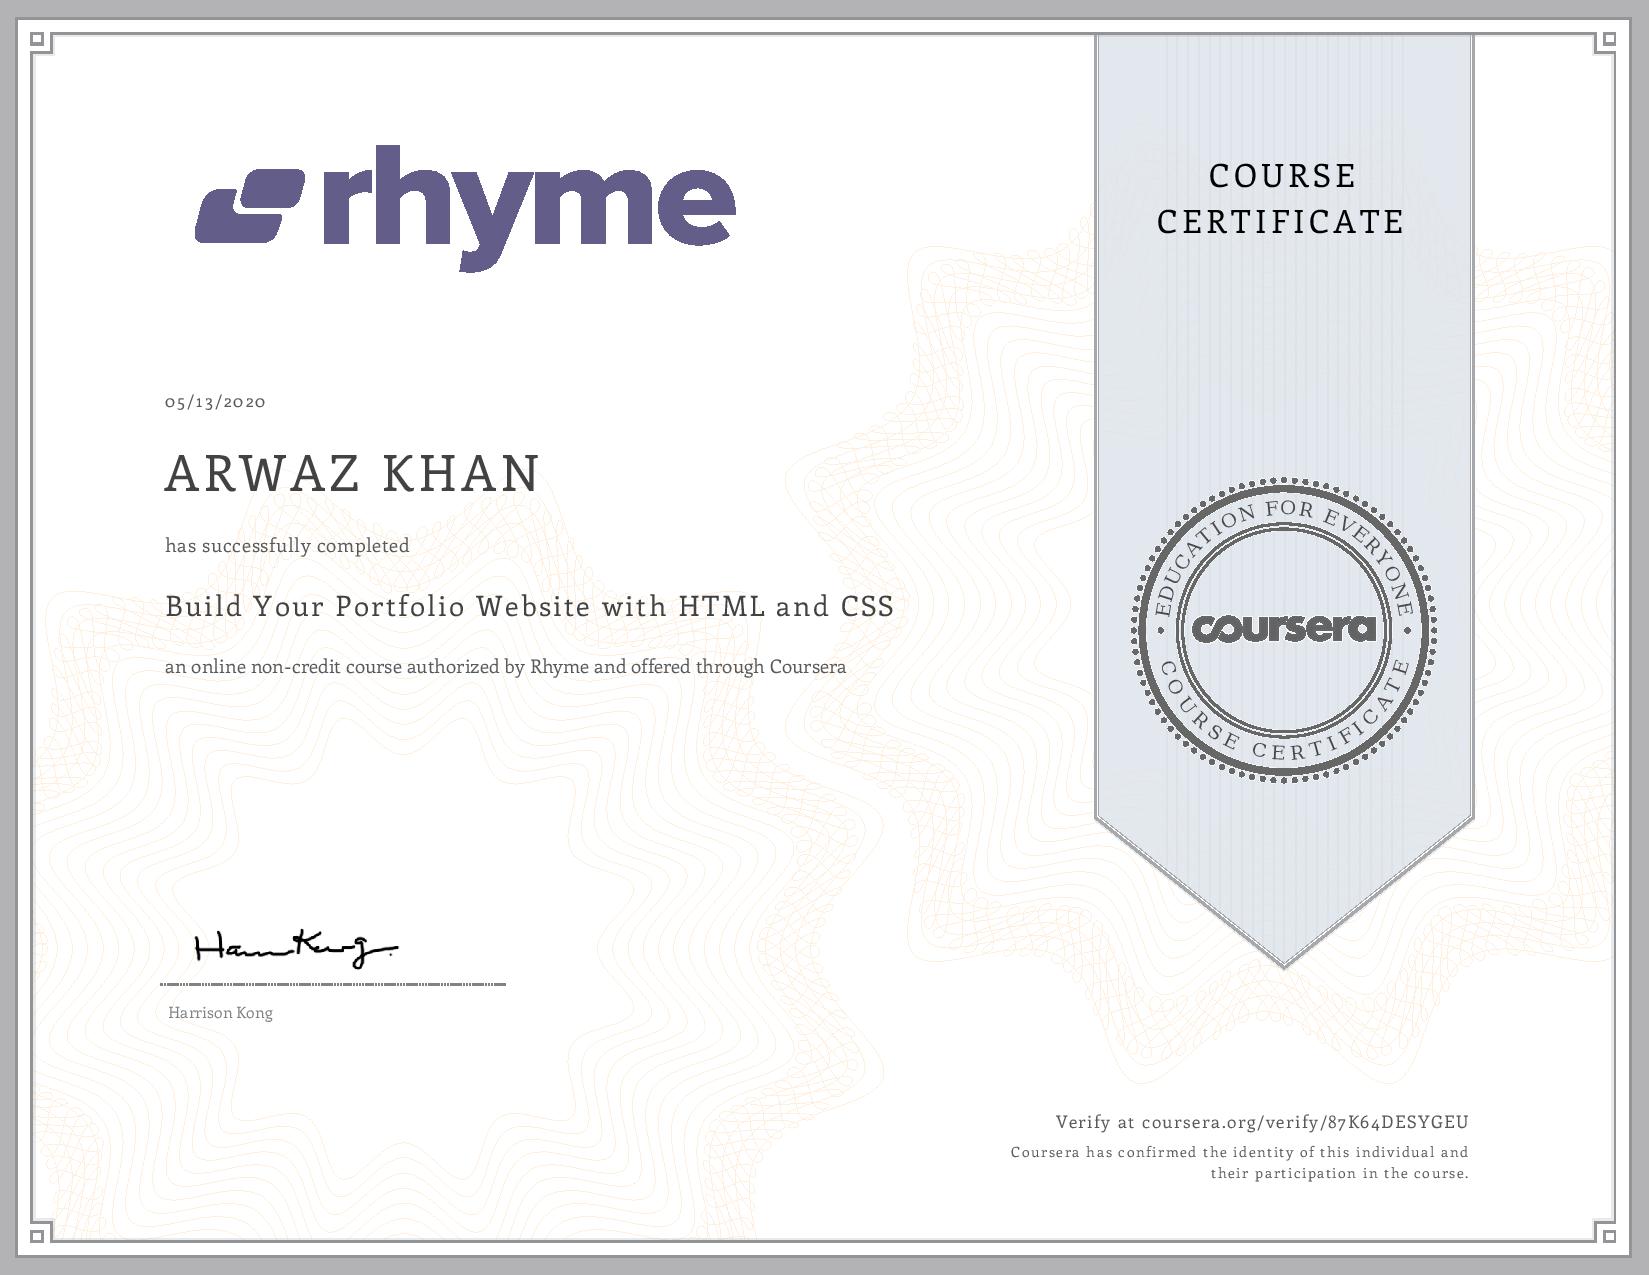 rhyme
COURSE
CERTIFICATE
05/13/2020
ARWAZ KHAN
has successfully completed
Build Your Portfolio Website with HTML and CSS
an online non-credit course authorized by Rhyme and offered through Coursera
EDUCATION FOR EVERYONE
coursera
COURSE CERTIFICATE
Harrison Kong
Verify at coursera.org/verify/87K64DESYGEU
Coursera has confirmed the identity of this individual and
their participation in the course.